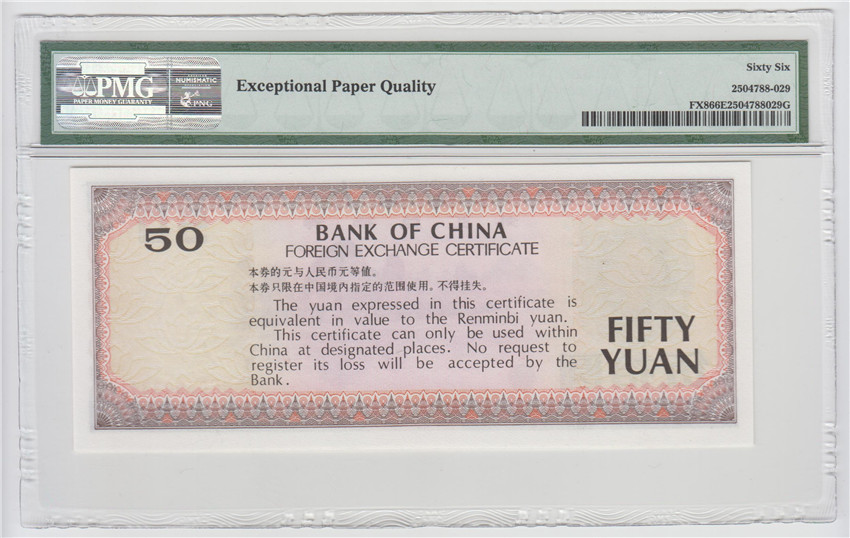 PMG
PAPER MONEY GUARANTY
NUMISMATIC
PNG
Exceptional Paper Quality
Sixty Six
2504788-029
FX866E2504788029G
50
BANK OF CHINA
FOREIGN EXCHANGE CERTIFICATE
本券的元与人民币元等值。
本券只限在中国境内指定的范围使用。不得挂失。
The yuan expressed in this certificate is
equivalent in value to the Renminbi yuan.
This certificate can only be used within
China at designated places. No request to
register its loss will be accepted by the
Bank.
FIFTY
YUAN